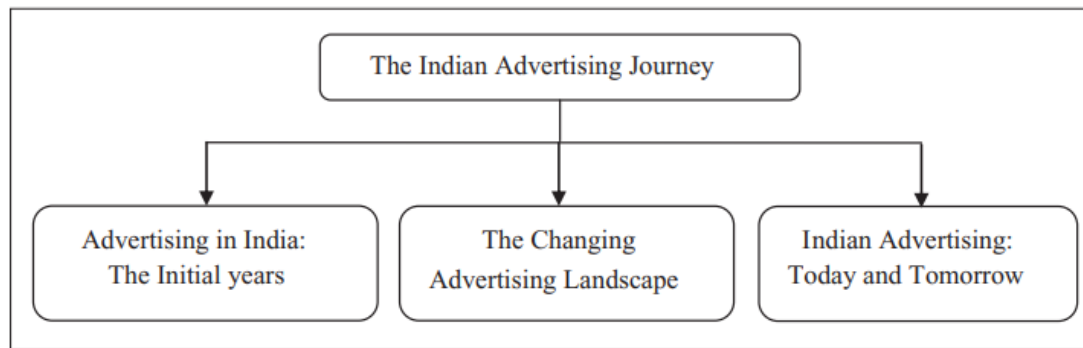 The Indian Advertising Journey
Advertising in India:
The Initial years
The Changing
Advertising Landscape
Indian Advertising:
Today and Tomorrow